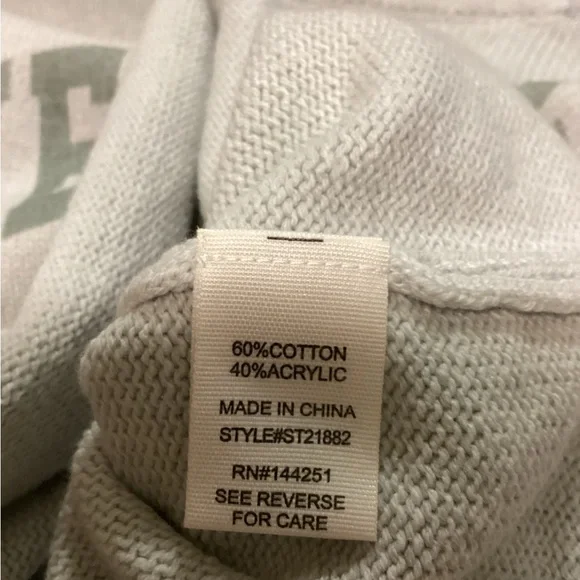 60%COTTON
40%ACRYLIC
MADE IN CHINA
STYLE#ST21882
RN#144251
SEE REVERSE
FOR CARE